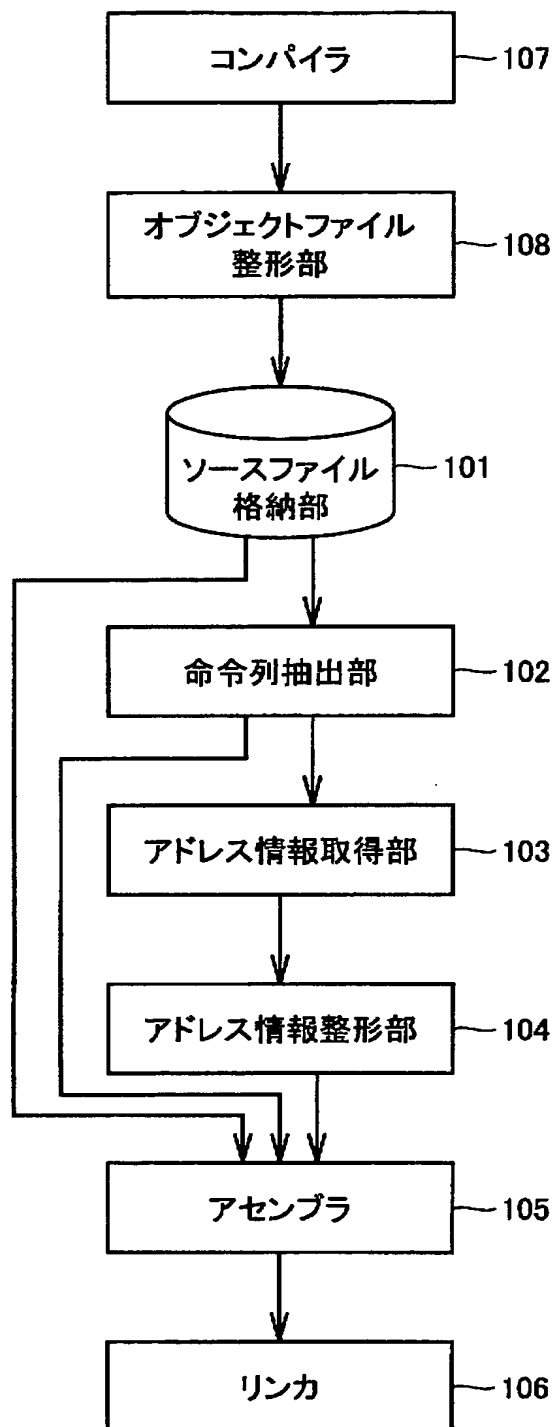 コンパイラ
107
オブジェクトファイル
整形部
108
ソースファイル
格納部
101
命令列抽出部
102
アドレス情報取得部
103
アドレス情報整形部
104
アセンブラ
105
リンカ
106